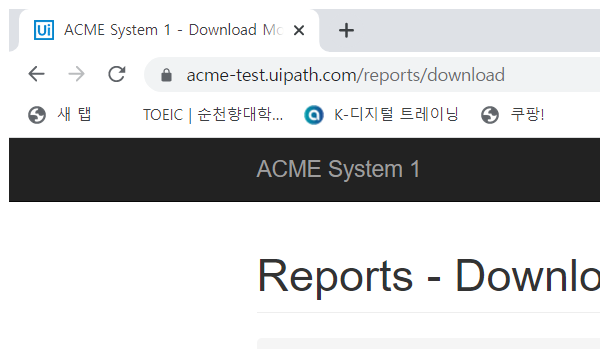 Ui ACME System 1 - Download
acme-test.uipath.com/reports/download
새 탭 TOEIC | 순천향대학... K-디지털 트레이닝 쿠팡!
ACME System 1
Reports - Downlo